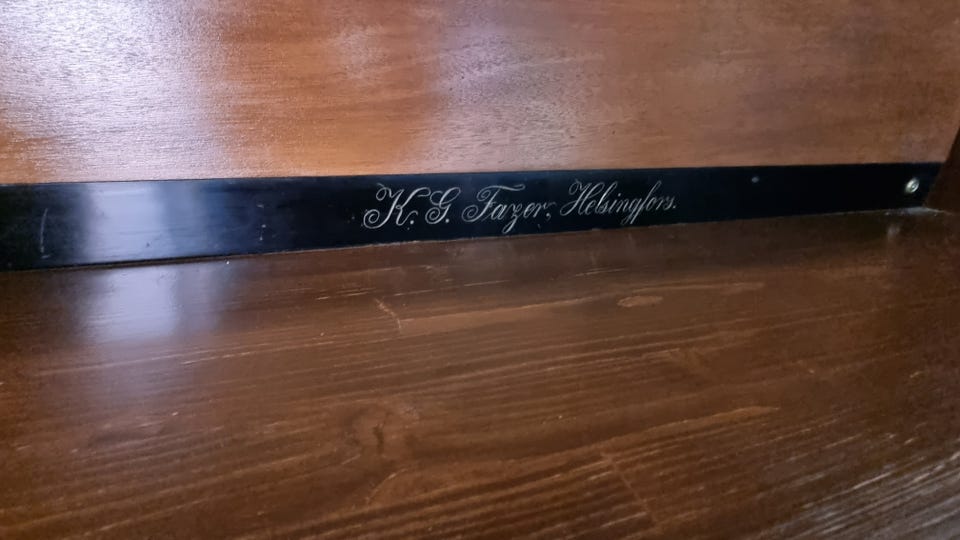 K. G. Fazer, Helsingfors.